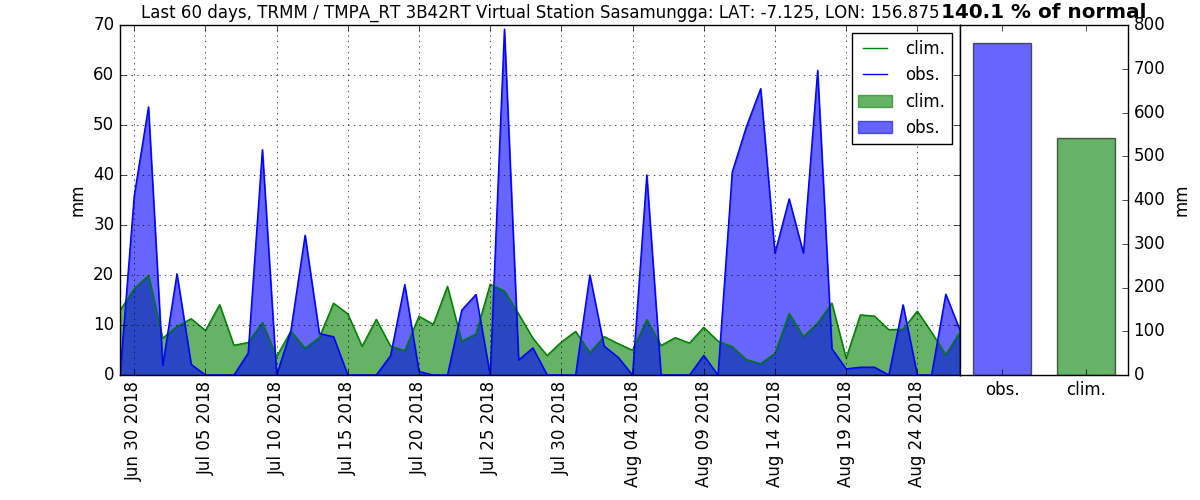 Last 60 days, TRMM / TMPA_RT 3B42RT Virtual Station Sasamungga: LAT: -7.125, LON: 156.875
140.1 % of normal
70
60
50
40
30
20
10
0
mm
clim.
obs.
clim.
obs.
800
700
600
500
400
300
200
100
0
mm
Jun 30 2018
Jul 05 2018
Jul 10 2018
Jul 15 2018
Jul 20 2018
Jul 25 2018
Jul 30 2018
Aug 04 2018
Aug 09 2018
Aug 14 2018
Aug 19 2018
Aug 24 2018
obs.
clim.